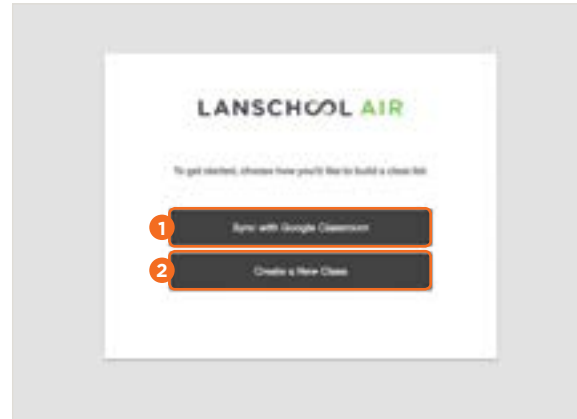 LANSCHOOL AIR
To get started, choose how you'd like to build a class list
1 Sync with Google Classroom
2 Create a New Class